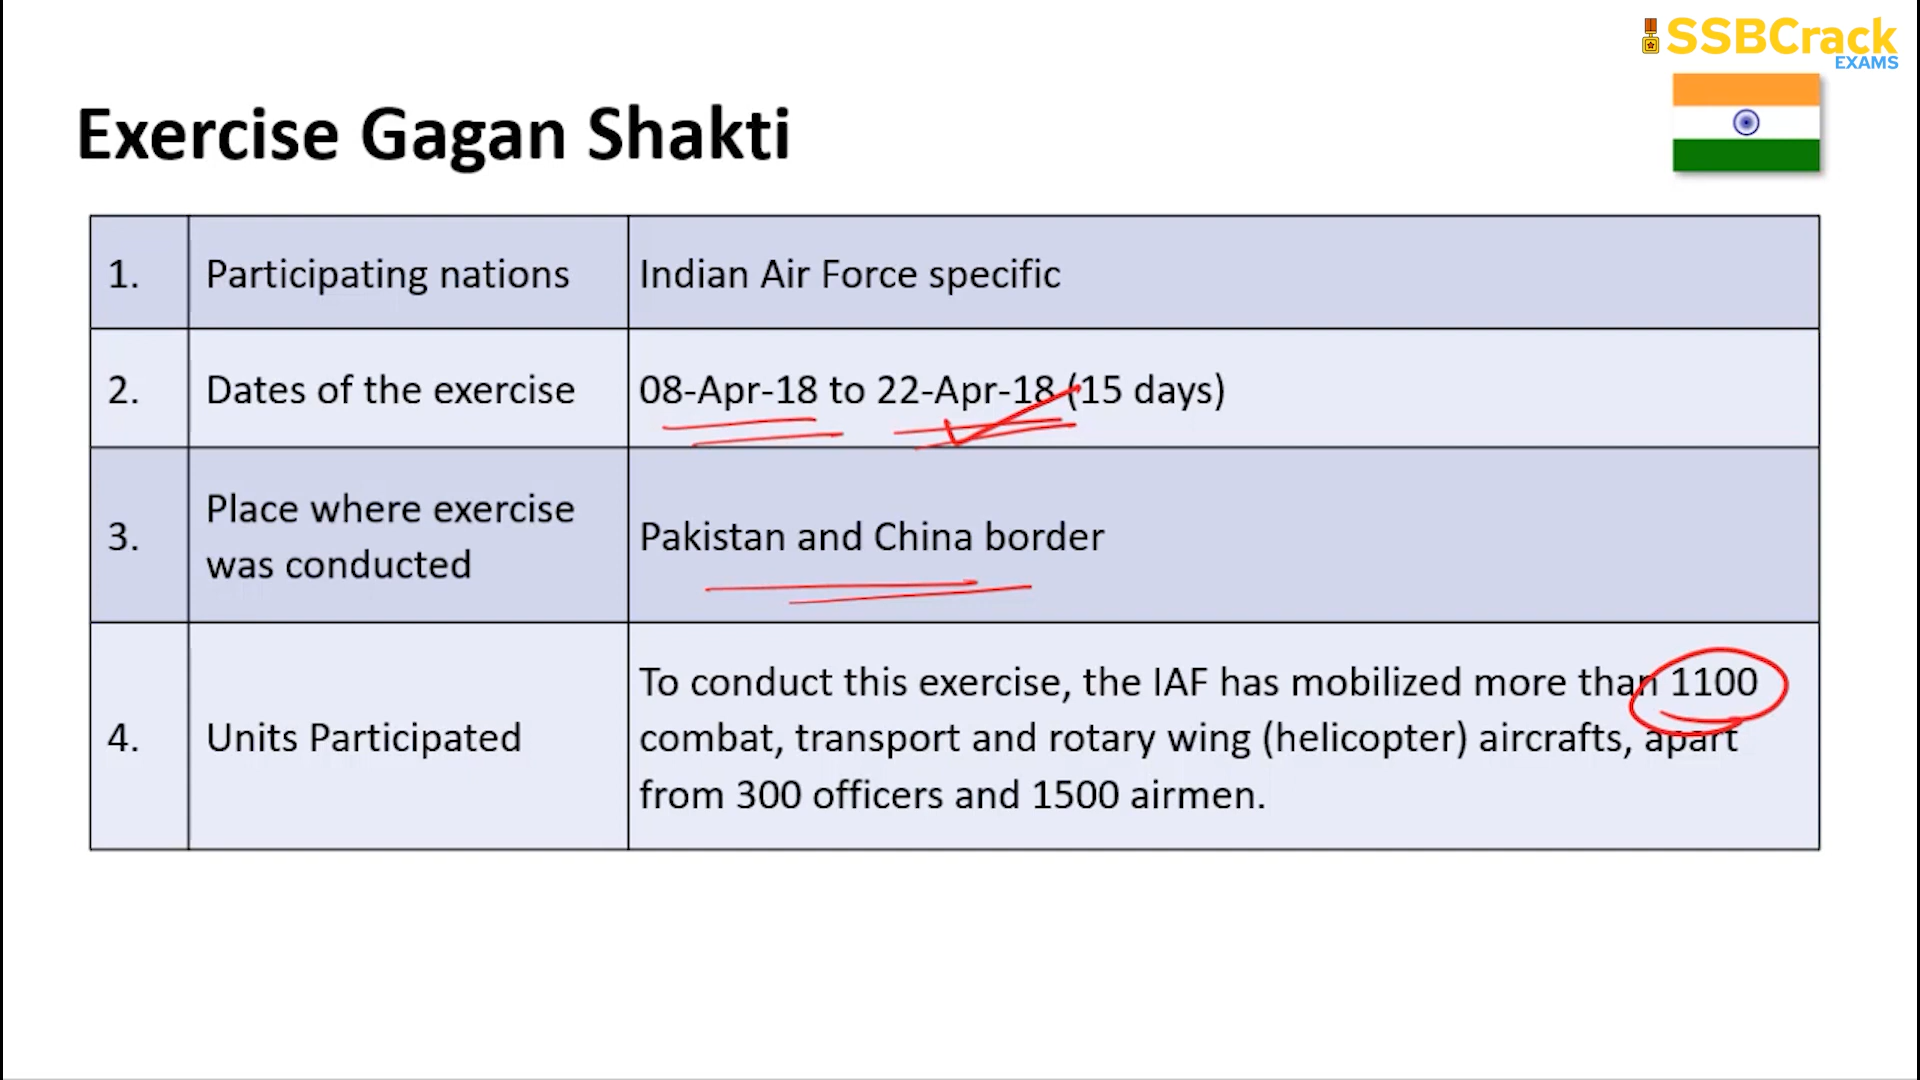 SSBCrack
EXAMS
Exercise Gagan Shakti
1.
Participating nations
Indian Air Force specific
2.
Dates of the exercise
08-Apr-18 to 22-Apr-18 (15 days)
3.
Place where exercise
was conducted
Pakistan and China border
4.
Units Participated
To conduct this exercise, the IAF has mobilized more than 1100
combat, transport and rotary wing (helicopter) aircrafts, apart
from 300 officers and 1500 airmen.